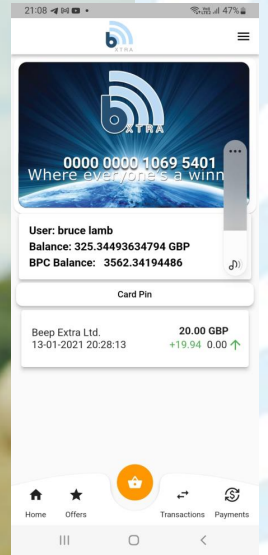 21:08
47%
b
XTRA
b
XTRA
0000 0000 1069 5401
Where everyone's a winn
User: bruce lamb
Balance: 325.34493634794 GBP
BPC Balance: 3562.34194486
Card Pin
Beep Extra Ltd. 20.00 GBP
13-01-2021 20:28:13 +19.94 0.00
Home Offers Transactions Payments